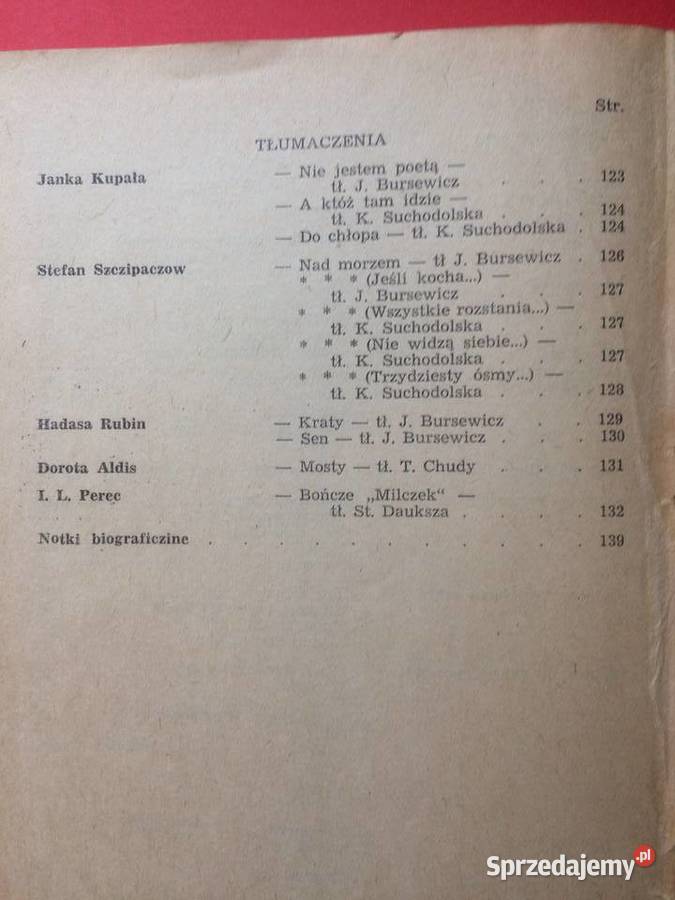 Str.
TŁUMACZENIA
Janka Kupała — Nie jestem poetą —
tł. J. Bursewicz . . . 123
— A któż tam idzie —
tł. K. Suchodolska . . . 124
— Do chłopa — tł. K. Suchodolska . 124
Stefan Szczipaczow — Nad morzem — tł J. Bursewicz . 126
* * * (Jeśli kocha...) —
tł. J. Bursewicz . . . 127
* * * (Wszystkie rozstania...) —
tł. K. Suchodolska . . . 127
* * * (Nie widzą siebie...) —
tł. K. Suchodolska . . . 127
* * * (Trzydziesty ósmy...) —
tł. K. Suchodolska . . . 128
Hadasa Rubin — Kraty — tł. J. Bursewicz . . 129
— Sen — tł. J. Bursewicz . . . 130
Dorota Aldis — Mosty — tł. T. Chudy . . . 131
I. L. Perec — Bończe „Milczek“ —
tł. St. Dauksza . . . . 132
Notki biograficzine . . . . . . . . . . 139
Sprzedajemy.pl